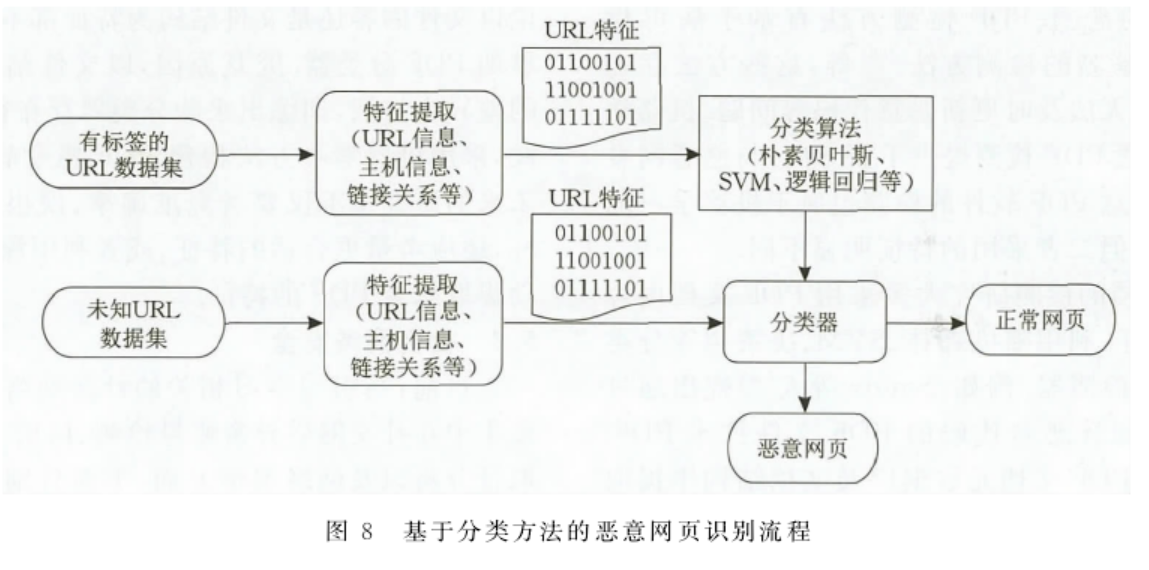 URL特征
01100101
11001001
01111101
有标签的
URL数据集
特征提取
(URL信息、
主机信息、
链接关系等)
分类算法
(朴素贝叶斯、
SVM、逻辑回归等)
URL特征
01100101
11001001
01111101
未知URL
数据集
特征提取
(URL信息、
主机信息、
链接关系等)
分类器
正常网页
恶意网页
图 8 基于分类方法的恶意网页识别流程